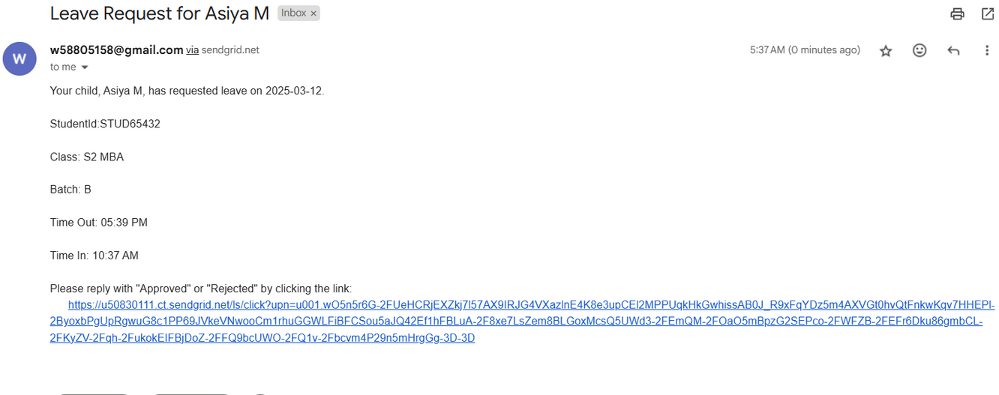 Leave Request for Asiya M Inbox ×
W
w58805158@gmail.com via sendgrid.net 5:37 AM (0 minutes ago)
to me
Your child, Asiya M, has requested leave on 2025-03-12.
StudentId:STUD65432
Class: S2 MBA
Batch: B
Time Out: 05:39 PM
Time In: 10:37 AM
Please reply with "Approved" or "Rejected" by clicking the link:
https://u50830111.ct.sendgrid.net/ls/click?upn=u001.wO5n5r6G-2FUeHCRjEXZkj7l57AX9IRJG4VXazlnE4K8e3upCEl2MPPUqkHkGwhissAB0J_R9xFqYDz5m4AXVGt0hvQtFnkwKqv7HHEPl-
2ByoxbPgUpRgwuG8c1PP69JVkeVNwooCm1rhuGGWLFiBFCSou5aJQ42Ef1hFBLuA-2F8xe7LsZem8BLGoxMcsQ5UWd3-2FEmQM-2FOaO5mBpzG2SEPco-2FWFZB-2FEFr6Dku86gmbCL-
2FKyZV-2Fqh-2FukokEIFBjDoZ-2FFQ9bcUWO-2FQ1v-2Fbcvm4P29n5mHrgGg-3D-3D